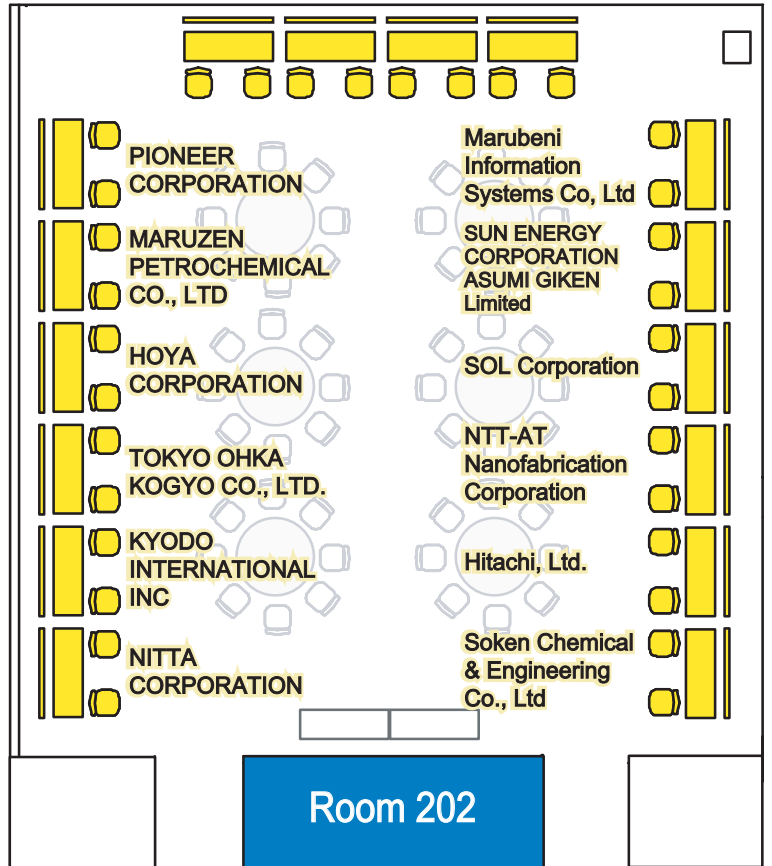 PIONEER
CORPORATION
MARUZEN
PETROCHEMICAL
CO., LTD
HOYA
CORPORATION
TOKYO OHKA
KOGYO CO., LTD.
KYODO
INTERNATIONAL
INC
NITTA
CORPORATION
Marubeni
Information
Systems Co, Ltd
SUN ENERGY
CORPORATION
ASUMI GIKEN
Limited
SOL Corporation
NTT-AT
Nanofabrication
Corporation
Hitachi, Ltd.
Soken Chemical
& Engineering
Co., Ltd
Room 202